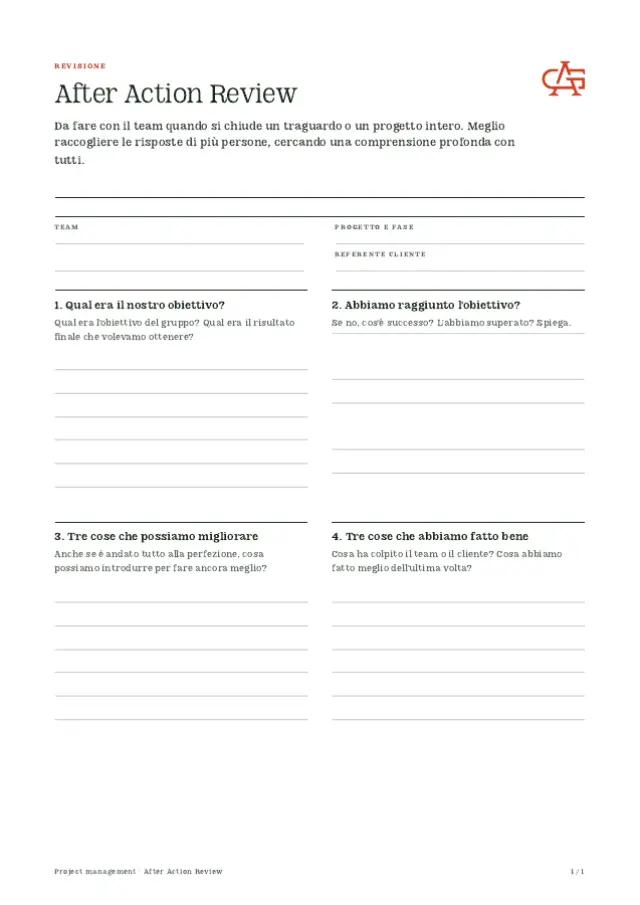 REVISIONE
After Action Review
Da fare con il team quando si chiude un traguardo o un progetto intero. Meglio
raccogliere le risposte di più persone, cercando una comprensione profonda con
tutti.
TEAM
PROGETTO E FASE
REFERENTE CLIENTE
1. Qual era il nostro obiettivo?
Qual era l'obiettivo del gruppo? Qual era il risultato
finale che volevamo ottenere?
2. Abbiamo raggiunto l'obiettivo?
Se no, cos'è successo? L'abbiamo superato? Spiega.
3. Tre cose che possiamo migliorare
Anche se è andato tutto alla perfezione, cosa
possiamo introdurre per fare ancora meglio?
4. Tre cose che abbiamo fatto bene
Cosa ha colpito il team o il cliente? Cosa abbiamo
fatto meglio dell'ultima volta?
Project management After Action Review
1 / 1